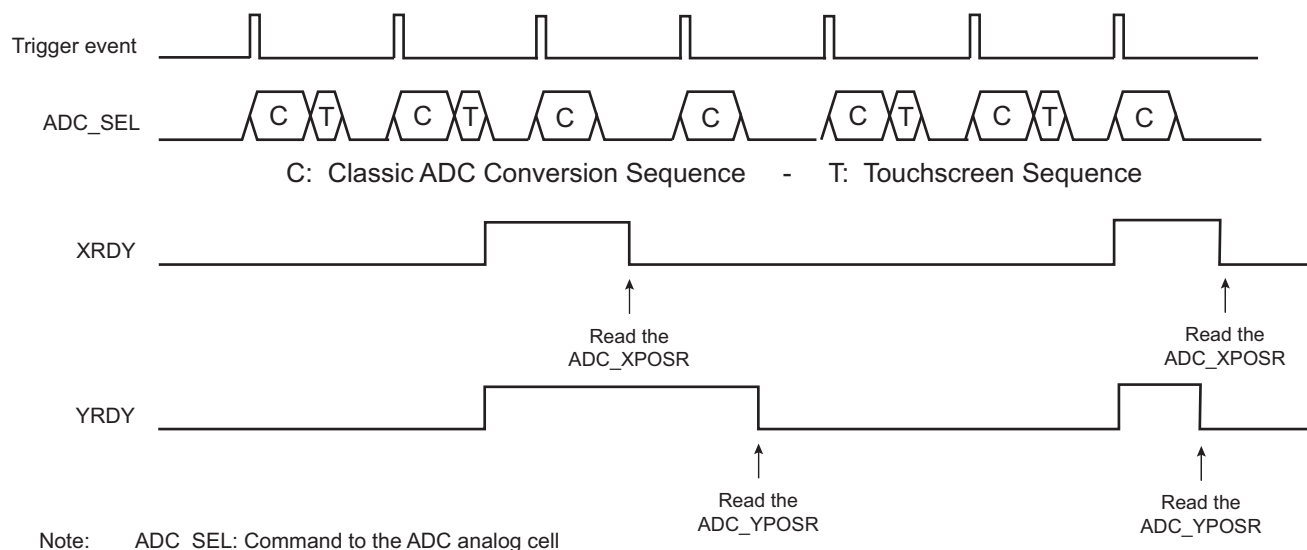 Trigger event
ADC_SEL
C T C T C C C T C T C
C: Classic ADC Conversion Sequence - T: Touchscreen Sequence
XRDY
Read the
ADC_XPOSR
Read the
ADC_XPOSR
YRDY
Read the
ADC_YPOSR
Read the
ADC_YPOSR
Note: ADC_SEL: Command to the ADC analog cell